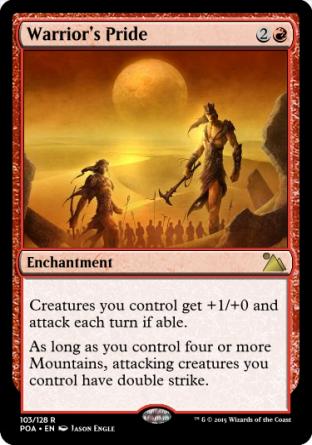 Warrior's Pride 2
Enchantment
Creatures you control get +1/+0 and
attack each turn if able.
As long as you control four or more
Mountains, attacking creatures you
control have double strike.
103/128 R
POA • EN Jason Engle
™ & © 2015 Wizards of the Coast